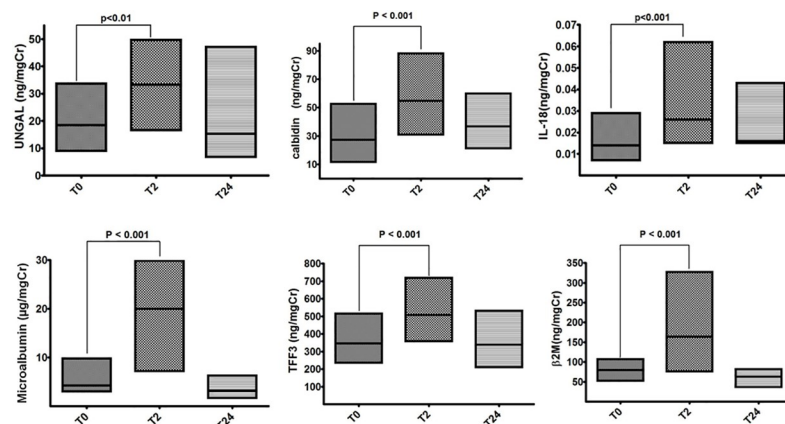 p<0.01
UNGAL (ng/mgCr)
50
40
30
20
10
0
T0
T2
T24
P < 0.001
calbidin (ng/mgCr)
90
70
50
30
10
T0
T2
T24
p<0.001
IL-18(ng/mgCr)
0.07
0.06
0.05
0.04
0.03
0.02
0.01
T0
T2
T24
P < 0.001
Microalbumin (µg/mgCr)
30
20
10
T0
T2
T24
P < 0.001
TFF3 (ng/mgCr)
800
700
600
500
400
300
200
100
T0
T2
T24
P < 0.001
β2M(ng/mgCr)
350
300
250
200
150
100
50
T0
T2
T24